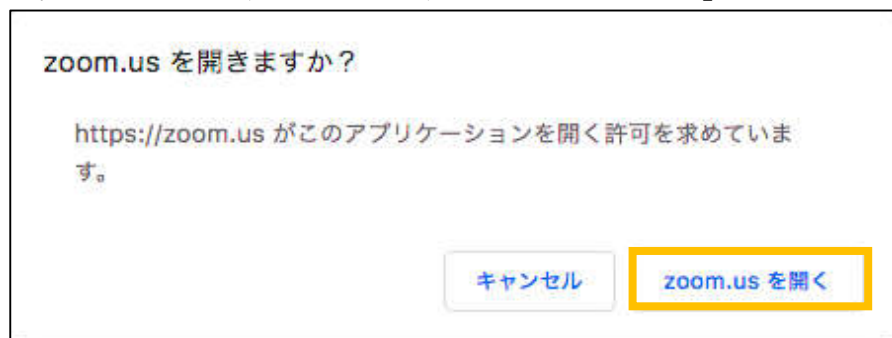 zoom.us を開きますか？
https://zoom.us がこのアプリケーションを開く許可を求めていま
す。
キャンセル
zoom.us を開く